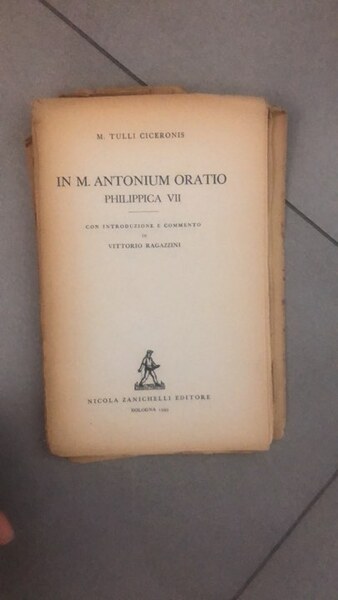 M. TULLI CICERONIS
IN M. ANTONIUM ORATIO
PHILIPPICA VII
CON INTRODUZIONE E COMMENTO
DI
VITTORIO RAGAZZINI
NICOLA ZANICHELLI EDITORE
BOLOGNA